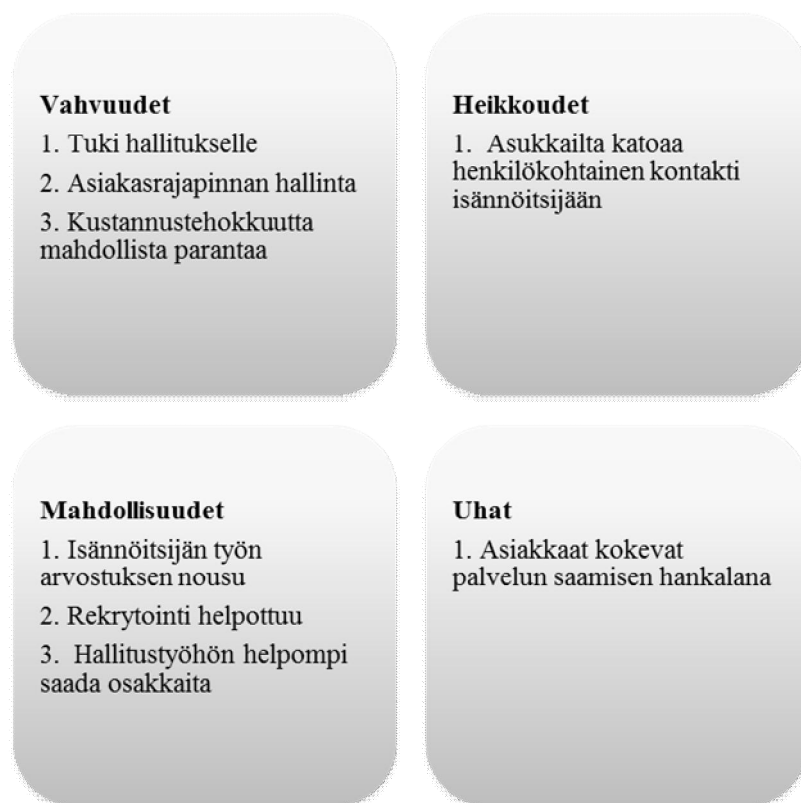 Vahvuudet
1. Tuki hallitukselle
2. Asiakasrajapinnan hallinta
3. Kustannustehokkuutta
mahdollista parantaa
Heikkoudet
1. Asukkailta katoaa
henkilökohtainen kontakti
isännöitsijään
Mahdollisuudet
1. Isännöitsijän työn
arvostuksen nousu
2. Rekrytointi helpottuu
3. Hallitustyöhön helpompi
saada osakkaita
Uhat
1. Asiakkaat kokevat
palvelun saamisen hankalana